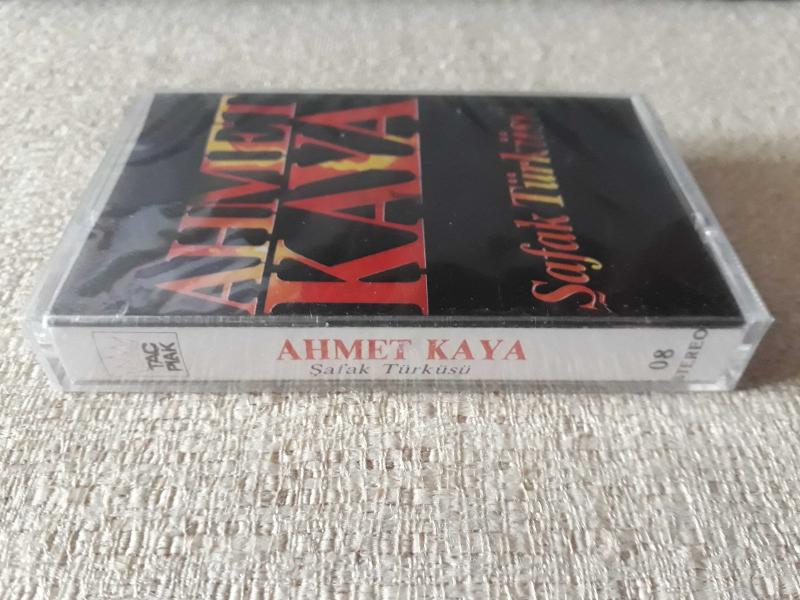 AHMET
KAYA
Şafak Türküsü
TAÇ
PLAK
AHMET KAYA
Şafak Türküsü
08
STEREO